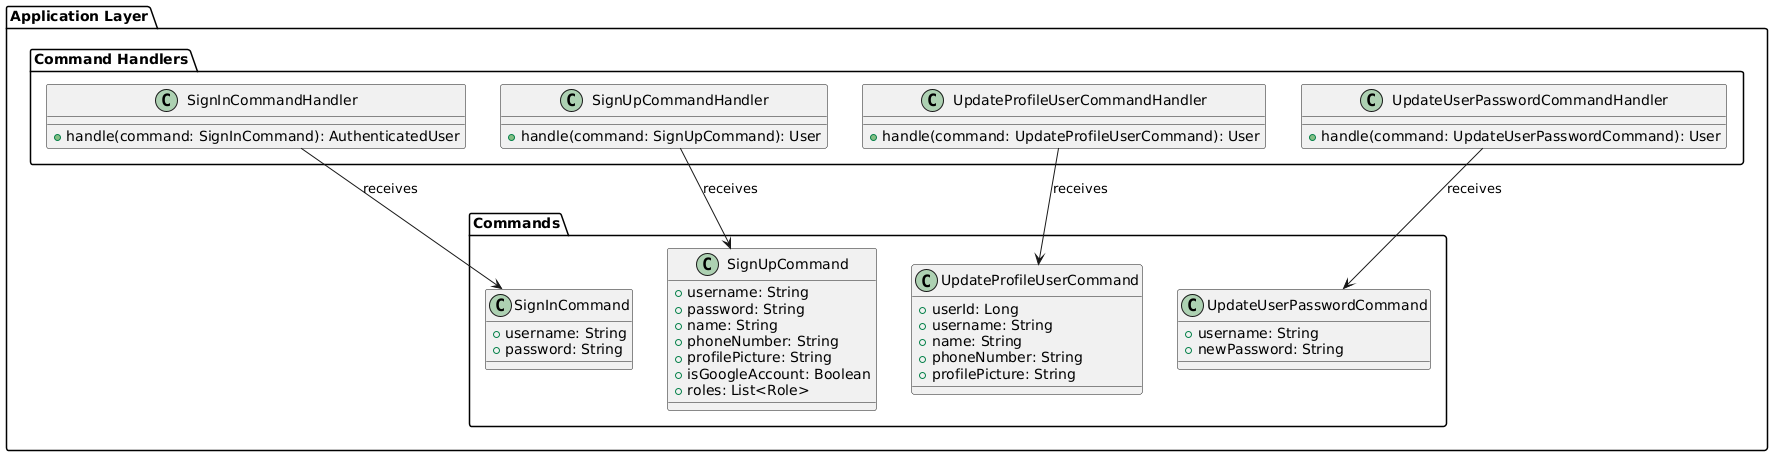 Application Layer
Command Handlers
C SignInCommandHandler
handle(command: SignInCommand): AuthenticatedUser
C SignUpCommandHandler
handle(command: SignUpCommand): User
C UpdateProfileUserCommandHandler
handle(command: UpdateProfileUserCommand): User
C UpdateUserPasswordCommandHandler
handle(command: UpdateUserPasswordCommand): User
receives
receives
receives
receives
Commands
C SignInCommand
username: String
password: String
C SignUpCommand
username: String
password: String
name: String
phoneNumber: String
profilePicture: String
isGoogleAccount: Boolean
roles: List<Role>
C UpdateProfileUserCommand
userId: Long
username: String
name: String
phoneNumber: String
profilePicture: String
C UpdateUserPasswordCommand
username: String
newPassword: String